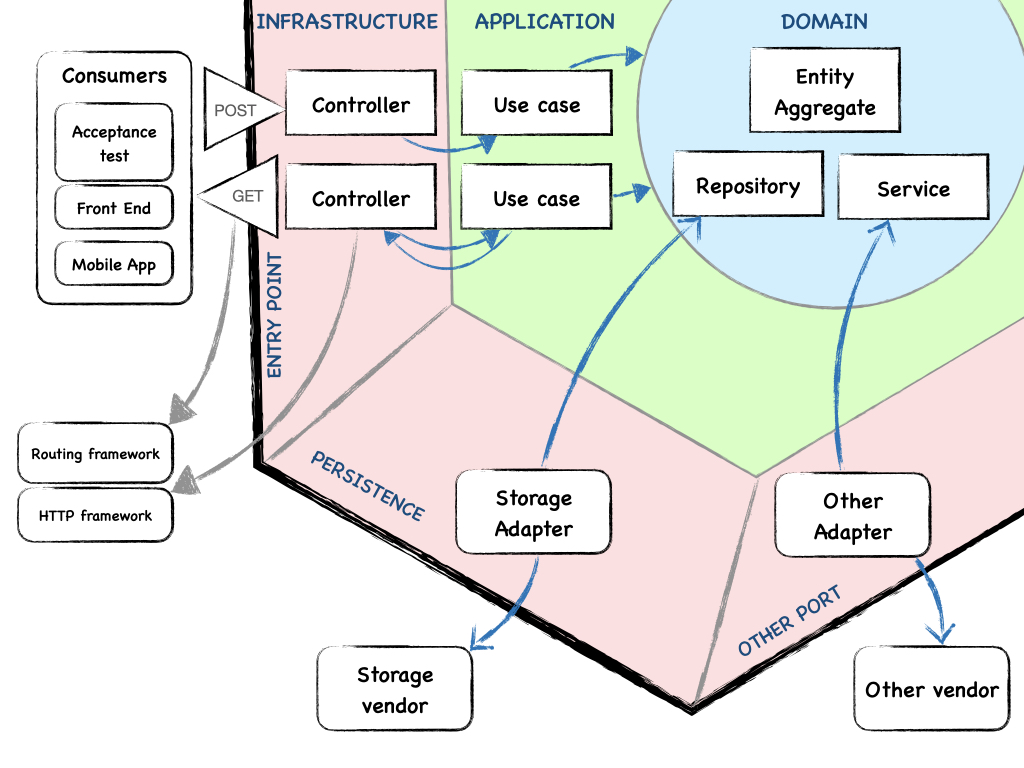 INFRASTRUCTURE
APPLICATION
DOMAIN
Consumers
Acceptance
test
Front End
Mobile App
POST
GET
Controller
Controller
Use case
Use case
Entity
Aggregate
Repository
Service
ENTRY POINT
Routing framework
HTTP framework
PERSISTENCE
Storage
Adapter
Other
Adapter
OTHER PORT
Storage
vendor
Other vendor